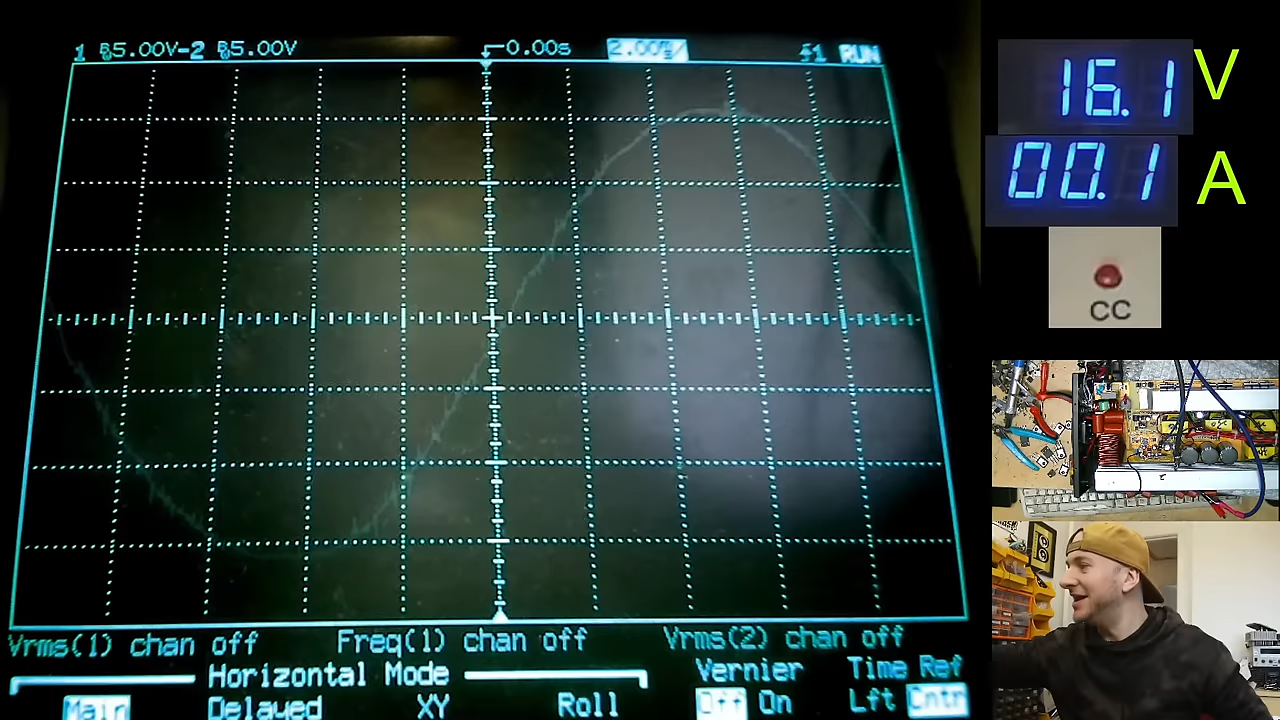 1 5.00V-2 5.00V 0.00s 2.00 1 RUN
Vrms(1) chan off Freq(1) chan off Vrms(2) chan off
Horizontal Mode Vernier Time Ref
Main Delayed XY Roll Off On Lft Cntr
16.1 V
00.1 A
CC